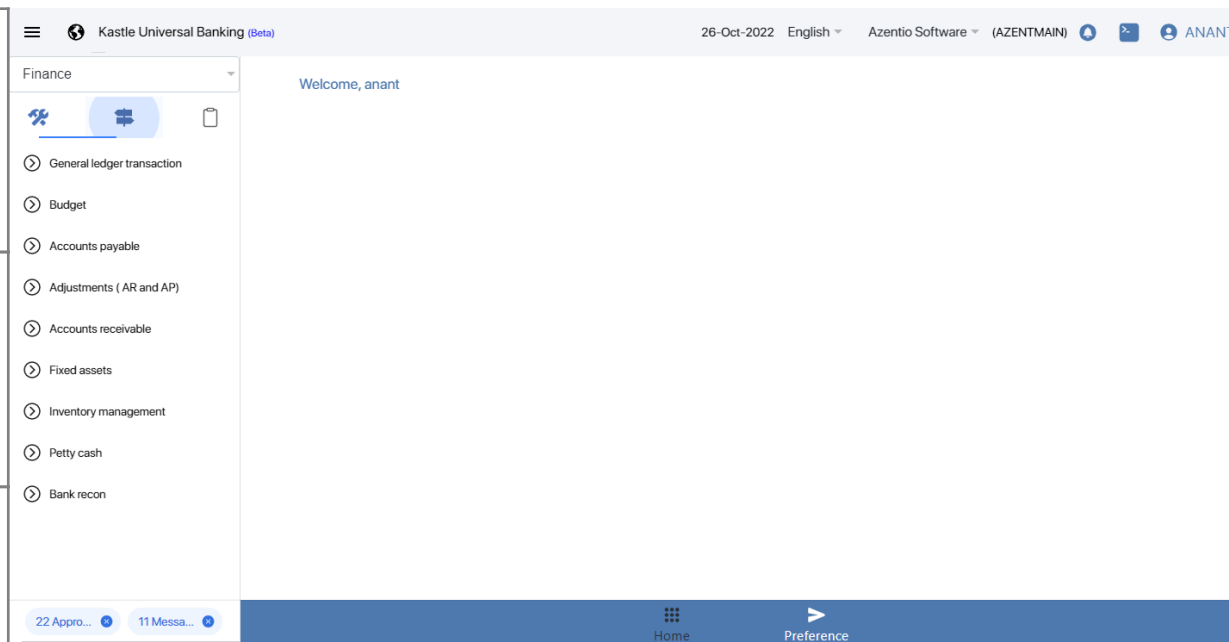 Kastle Universal Banking (Beta)
26-Oct-2022 English Azentio Software (AZENTMAIN) ANANT
Finance
Welcome, anant
General ledger transaction
Budget
Accounts payable
Adjustments ( AR and AP)
Accounts receivable
Fixed assets
Inventory management
Petty cash
Bank recon
22 Appro... 11 Messa...
Home Preference